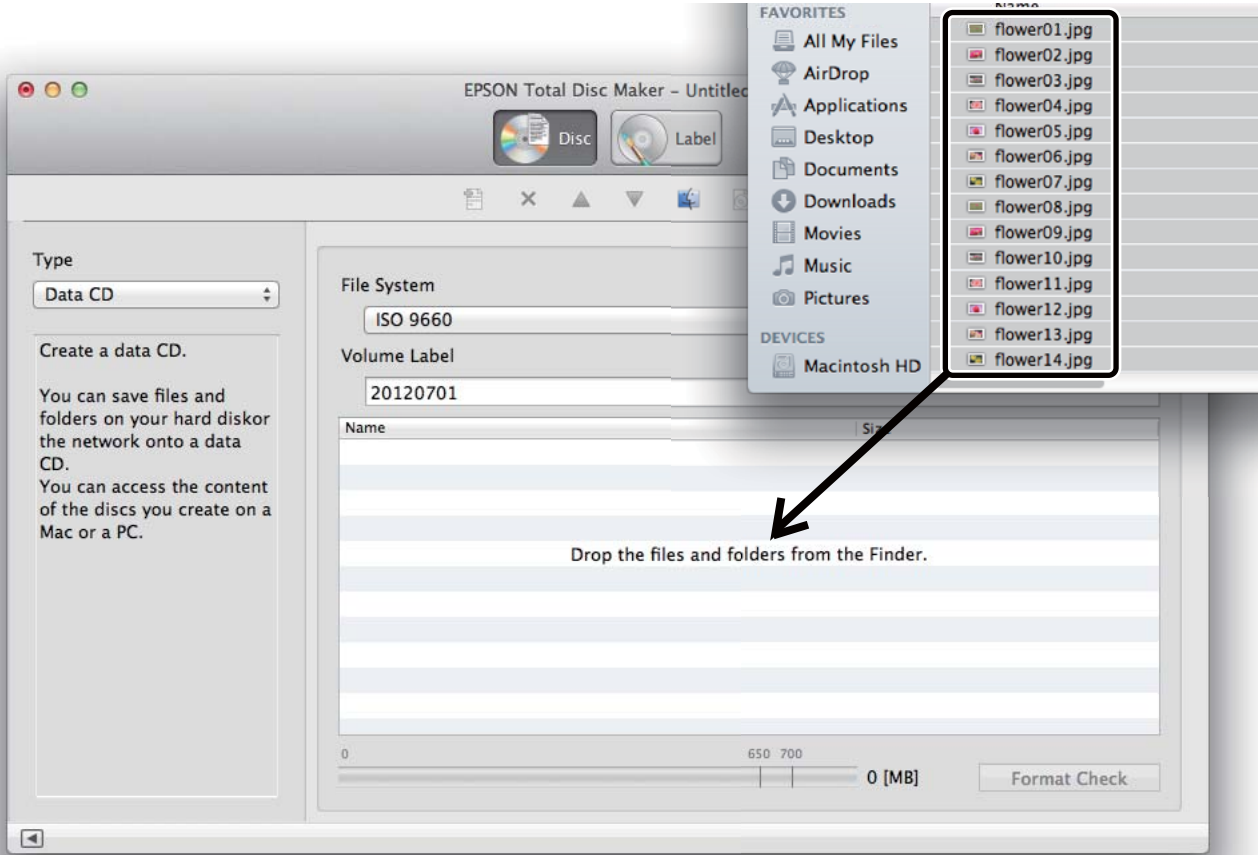 FAVORITES
All My Files
AirDrop
Applications
Desktop
Documents
Downloads
Movies
Music
Pictures
DEVICES
Macintosh HD
Name
flower01.jpg
flower02.jpg
flower03.jpg
flower04.jpg
flower05.jpg
flower06.jpg
flower07.jpg
flower08.jpg
flower09.jpg
flower10.jpg
flower11.jpg
flower12.jpg
flower13.jpg
flower14.jpg
EPSON Total Disc Maker – Untitled
Disc
Label
Type
Data CD
Create a data CD.
You can save files and
folders on your hard diskor
the network onto a data
CD.
You can access the content
of the discs you create on a
Mac or a PC.
File System
ISO 9660
Volume Label
20120701
Name
Size
Drop the files and folders from the Finder.
0
650 700
0 [MB]
Format Check